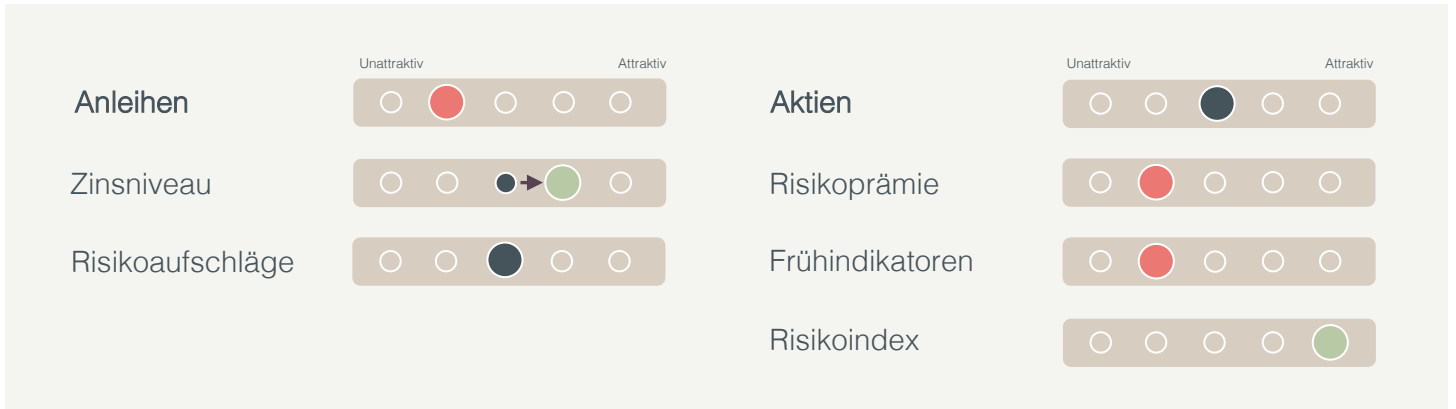 Unattraktiv Attraktiv
Anleihen
Zinsniveau
Risikoaufschläge
Unattraktiv Attraktiv
Aktien
Risikoprämie
Frühindikatoren
Risikoindex